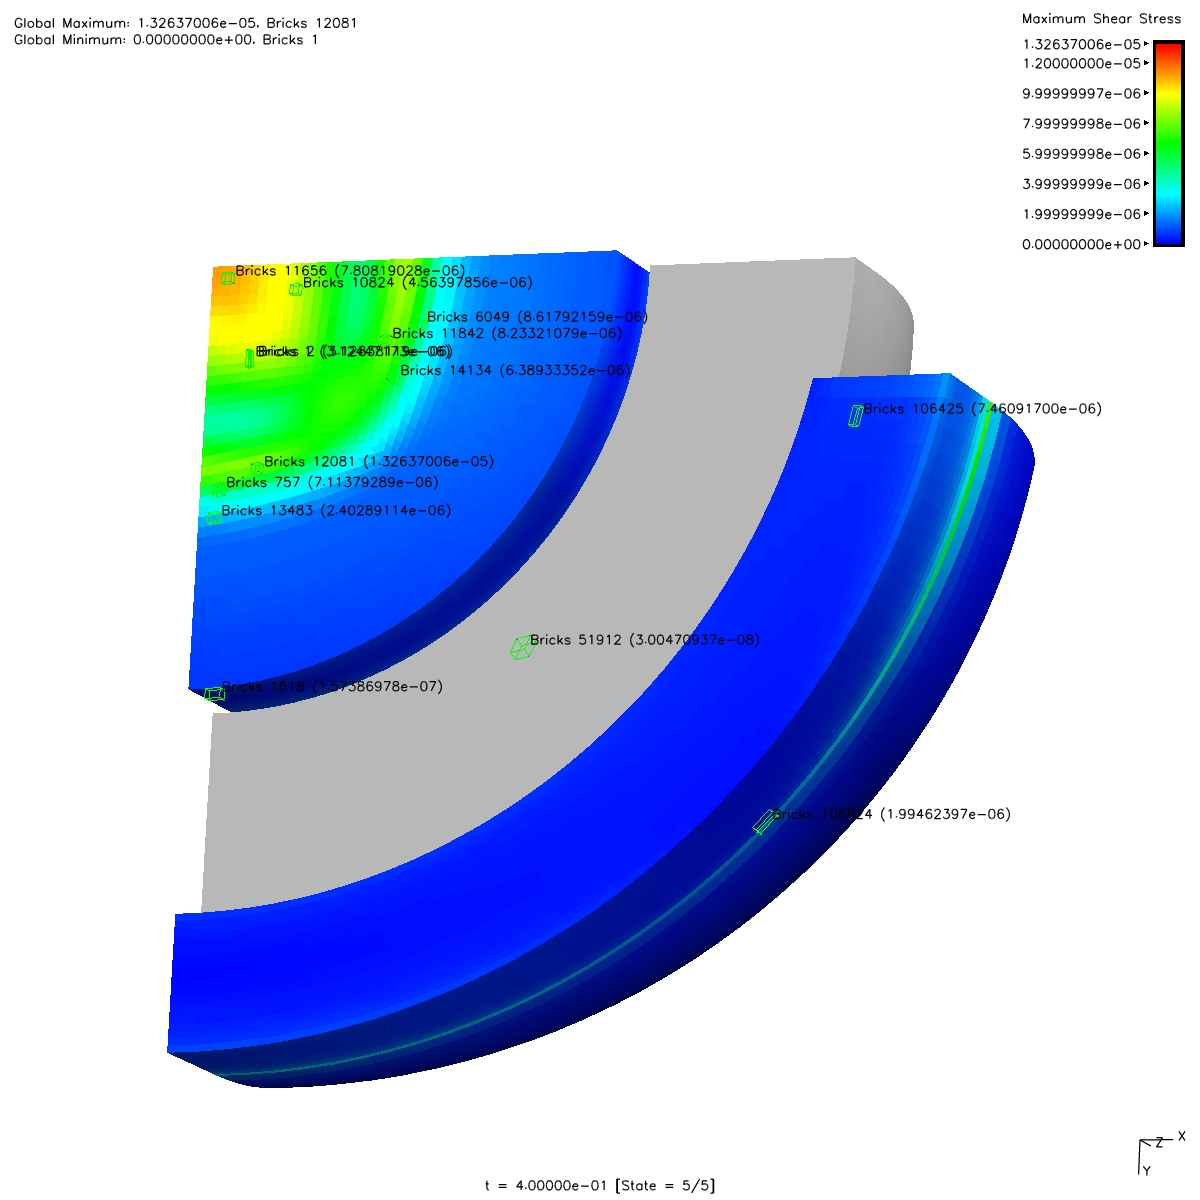 Global Maximum: 1.32637006e-05, Bricks 12081
Global Minimum: 0.00000000e+00, Bricks 1
Maximum Shear Stress
1.32637006e-05
1.20000000e-05
9.99999997e-06
7.99999998e-06
5.99999998e-06
3.99999999e-06
1.99999999e-06
0.00000000e+00
Bricks 11656 (7.80819028e-06)
Bricks 10824 (4.56397856e-06)
Bricks 6049 (8.61792159e-06)
Bricks 11842 (8.23321079e-06)
Bricks
Bricks 14134 (6.38933352e-06)
Bricks 106425 (7.46091700e-06)
Bricks 12081 (1.32637006e-05)
Bricks 757 (7.11379289e-06)
Bricks 13483 (2.40289114e-06)
Bricks 51912 (3.00470937e-08)
Bricks 1618 (1.57386978e-07)
Bricks 106824 (1.99462397e-06)
X
Z
Y
t = 4.00000e-01 [State = 5/5]